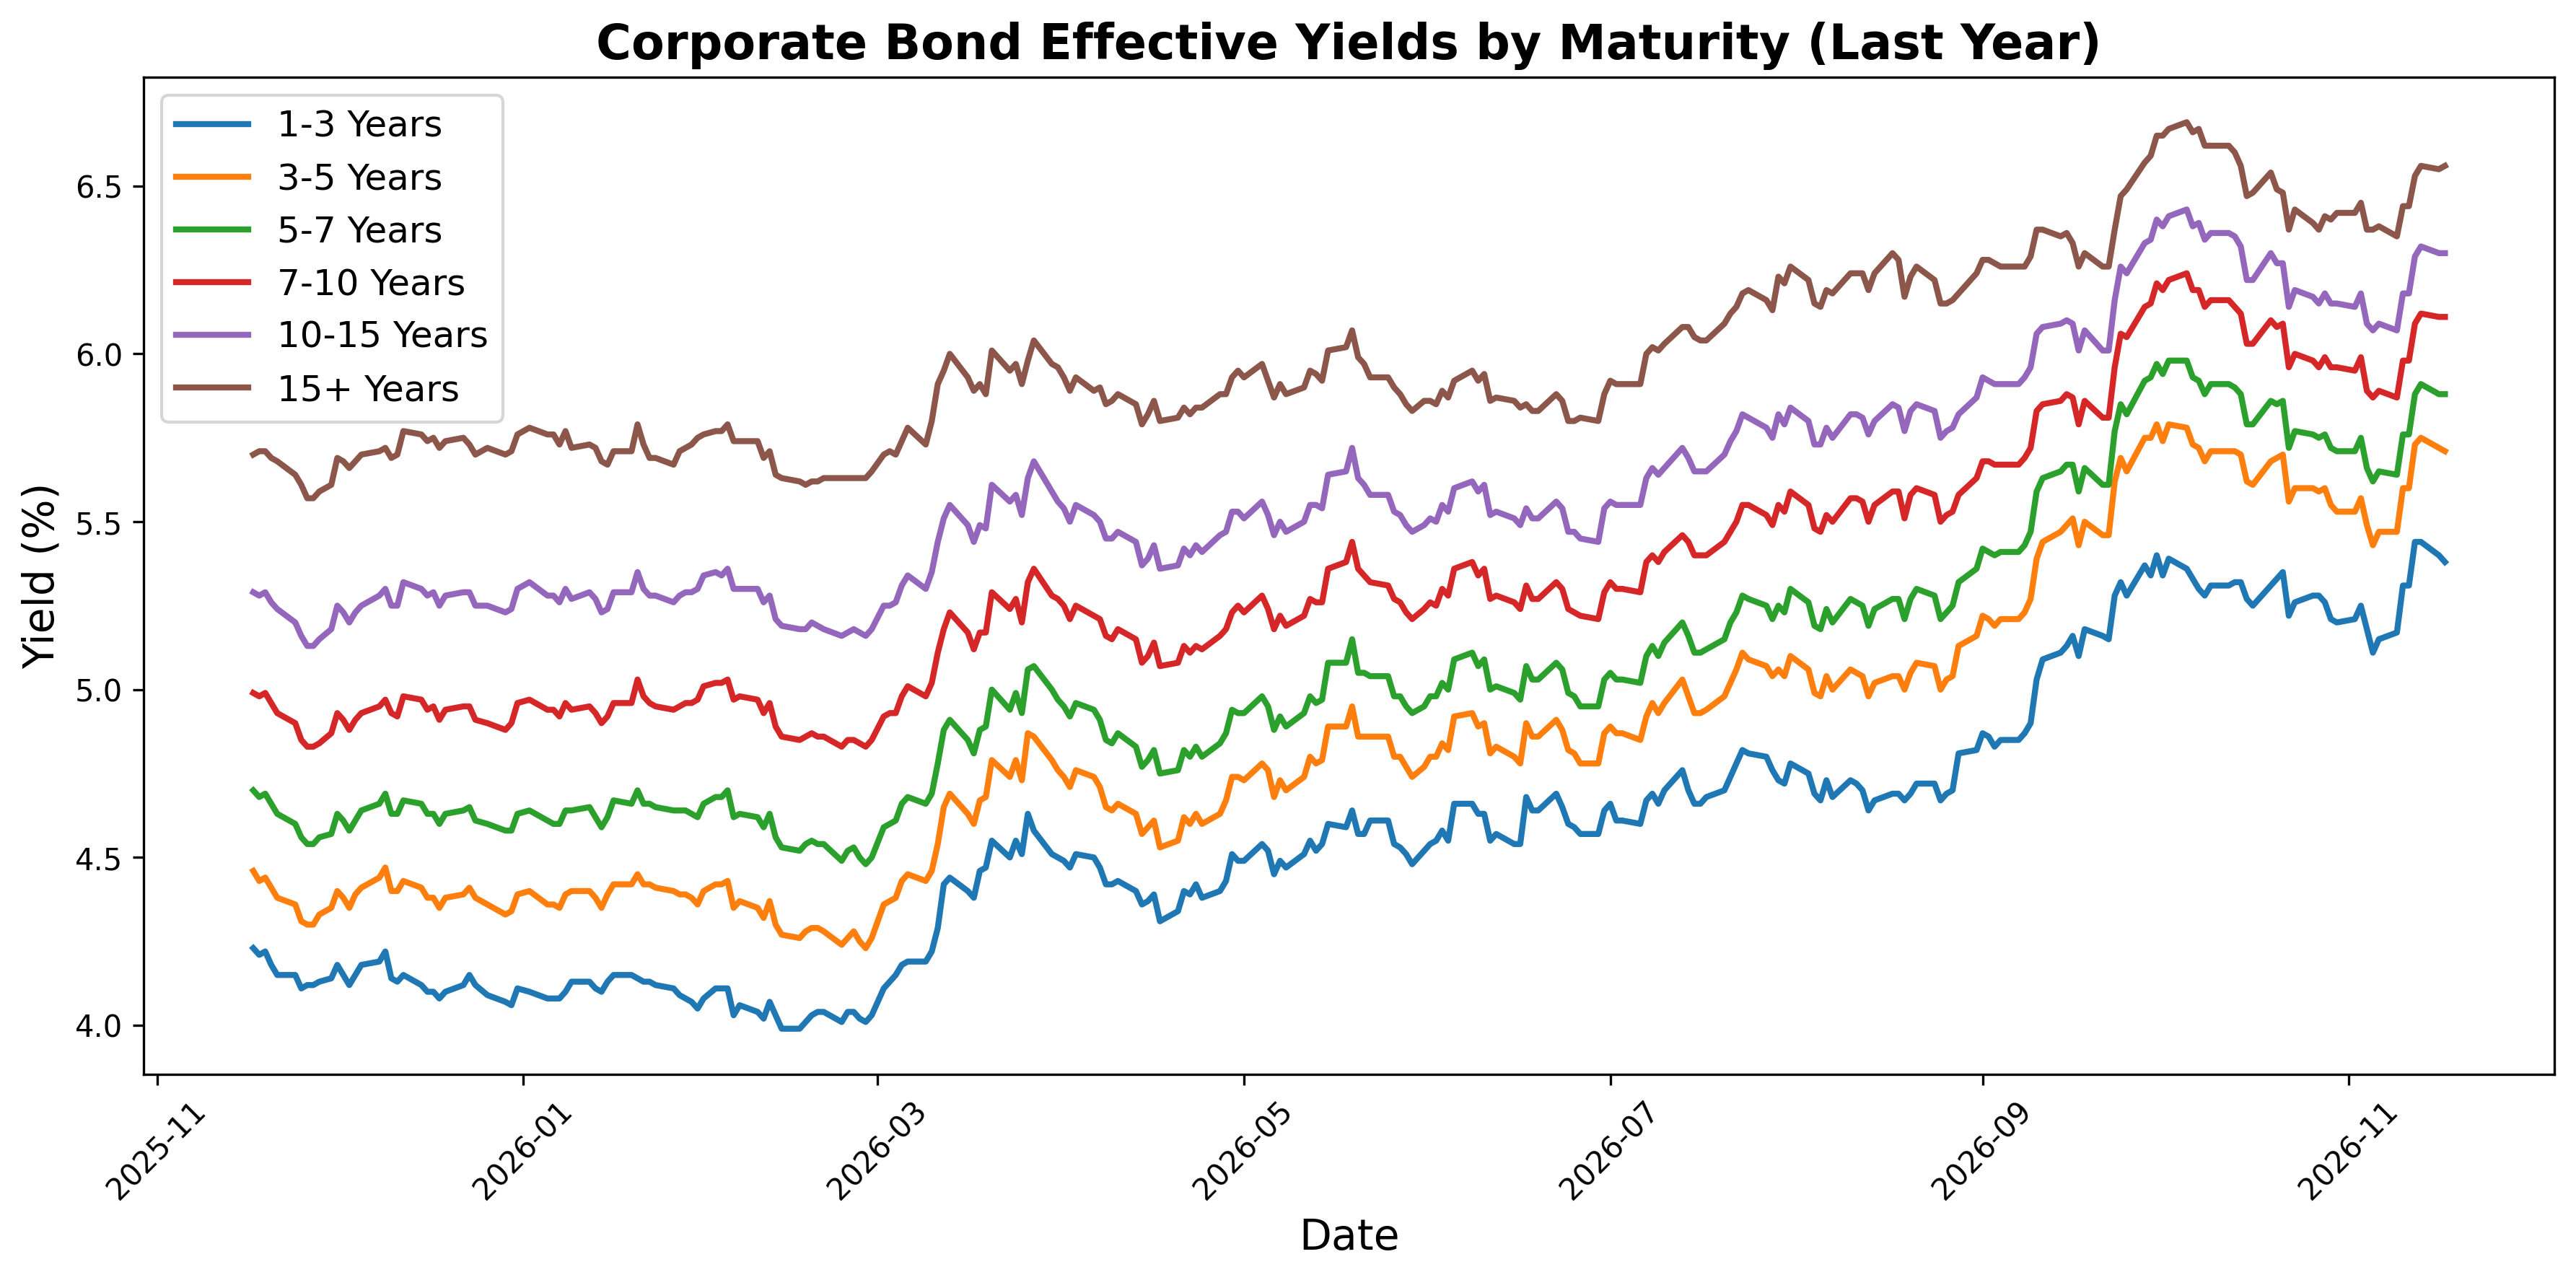 Corporate Bond Effective Yields by Maturity (Last Year)
1-3 Years
3-5 Years
5-7 Years
7-10 Years
10-15 Years
15+ Years
Yield (%)
6.5
6.0
5.5
5.0
4.5
4.0
2025-11
2026-01
2026-03
2026-05
2026-07
2026-09
2026-11
Date